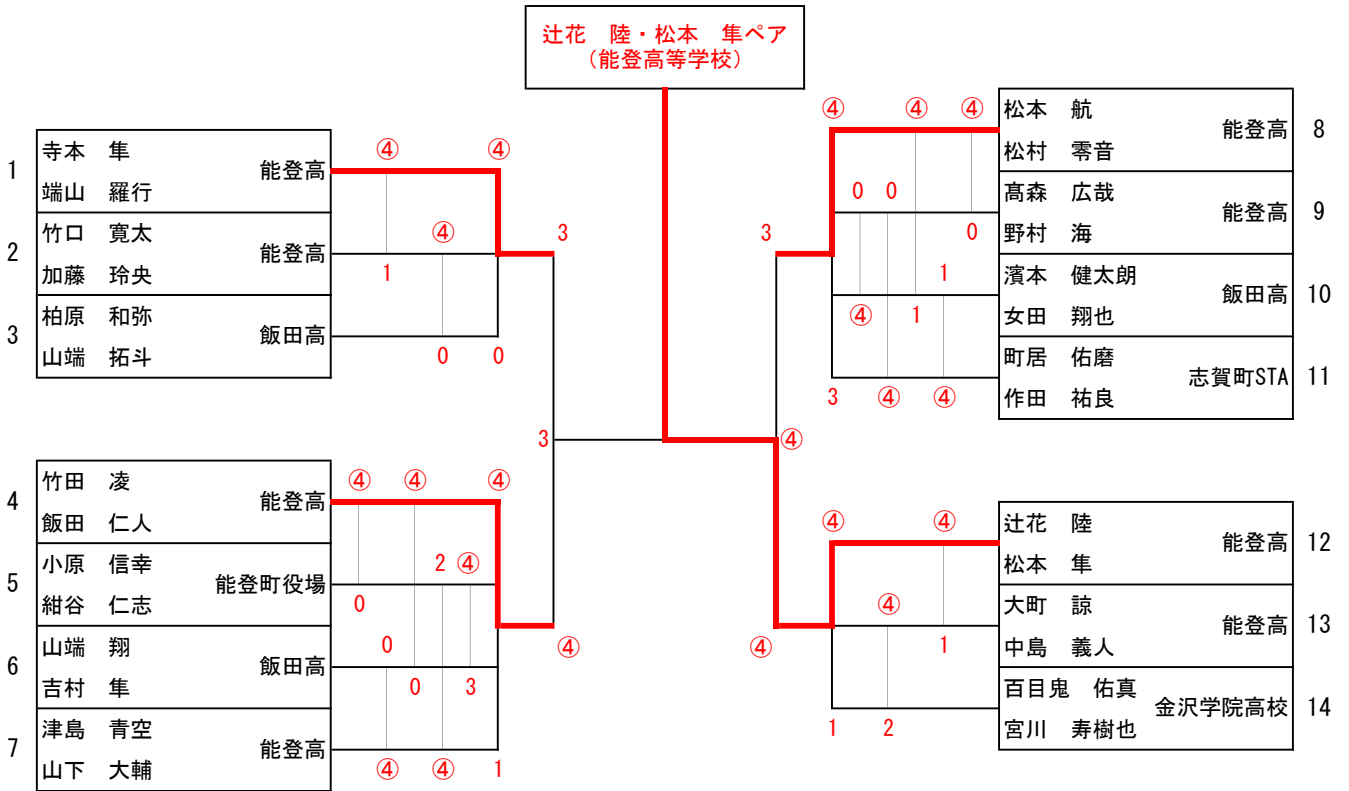 辻花　陸・松本　隼ペア
（能登高等学校）
1
寺本　隼
端山　羅行
能登高
2
竹口　寛太
加藤　玲央
能登高
3
柏原　和弥
山端　拓斗
飯田高
④ ④
④
1
0 0
3
4
竹田　凌
飯田　仁人
能登高
5
小原　信幸
紺谷　仁志
能登町役場
6
山端　翔
吉村　隼
飯田高
7
津島　青空
山下　大輔
能登高
④ ④ ④
2 ④
0
0
0 3
④ ④ 1
④
3
④ ④ ④
0 0
0
1
④ 1
3 ④ ④
3
松本　航
松村　零音
能登高
8
髙森　広哉
野村　海
能登高
9
濱本　健太朗
女田　翔也
飯田高
10
町居　佑磨
作田　祐良
志賀町STA
11
④
④ ④
④
1
1 2
④
辻花　陸
松本　隼
能登高
12
大町　諒
中島　義人
能登高
13
百目鬼　佑真
宮川　寿樹也
金沢学院高校
14